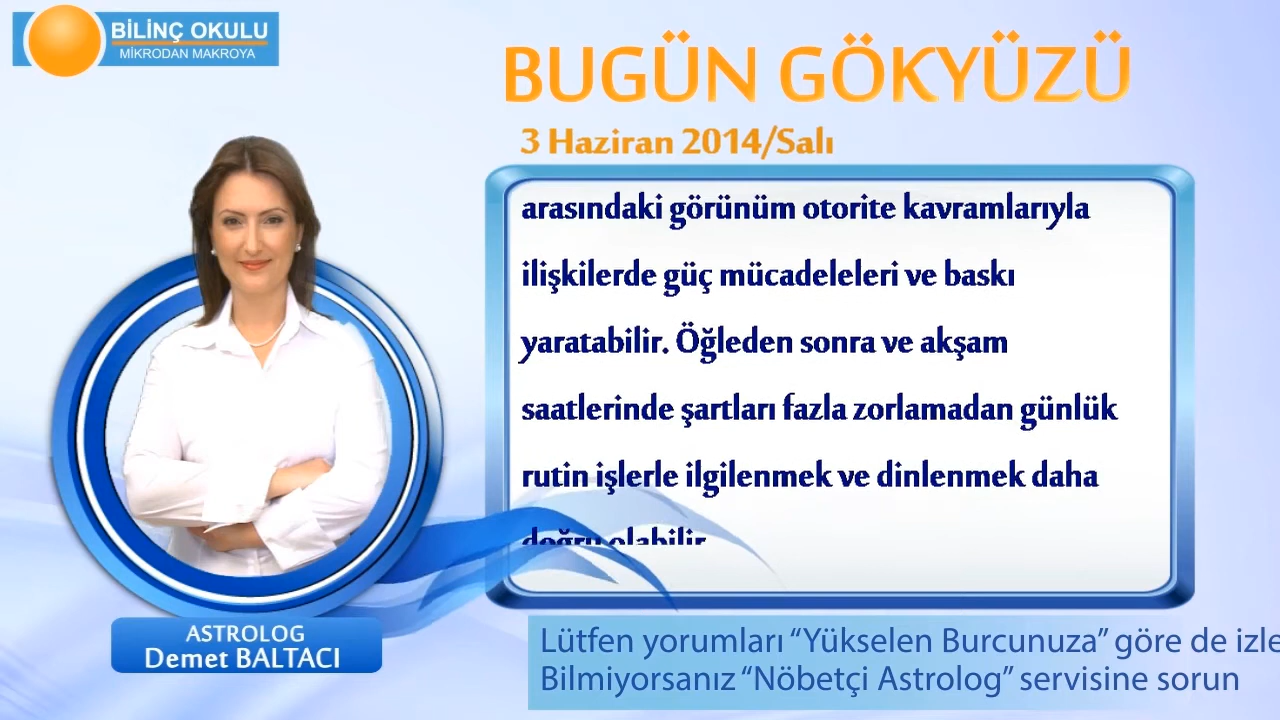 BİLİNÇ OKULU
MİKRODAN MAKROYA
BUGÜN GÖKYÜZÜ
3 Haziran 2014/Salı
arasındaki görünüm otorite kavramlarıyla
ilişkilerde güç mücadeleleri ve baskı
yaratabilir. Öğleden sonra ve akşam
saatlerinde şartları fazla zorlamadan günlük
rutin işlerle ilgilenmek ve dinlenmek daha
doğru olabilir
ASTROLOG
Demet BALTACI
Lütfen yorumları “Yükselen Burcunuza” göre de izle
Bilmiyorsanız “Nöbetçi Astrolog” servisine sorun